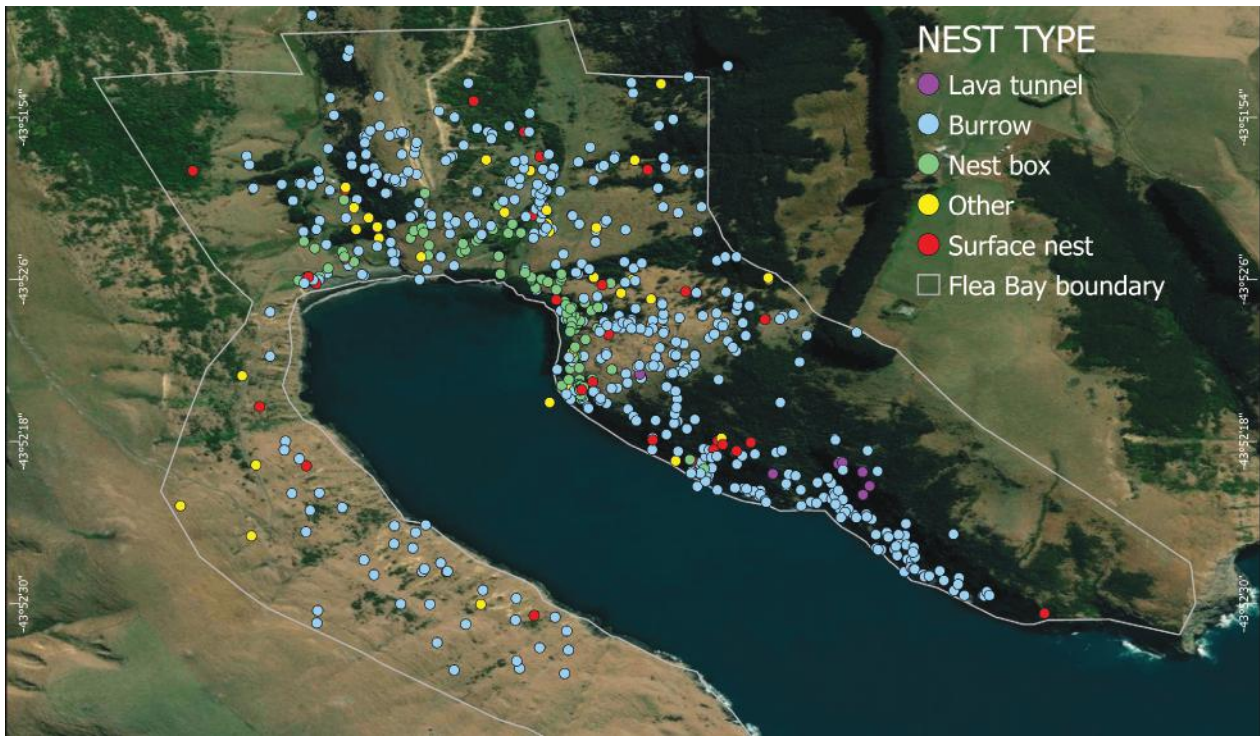 NEST TYPE
Lava tunnel
Burrow
Nest box
Other
Surface nest
Flea Bay boundary
-43°51'54"
-43°51'54"
-43°52'6"
-43°52'6"
-43°52'18"
-43°52'18"
-43°52'30"
-43°52'30"